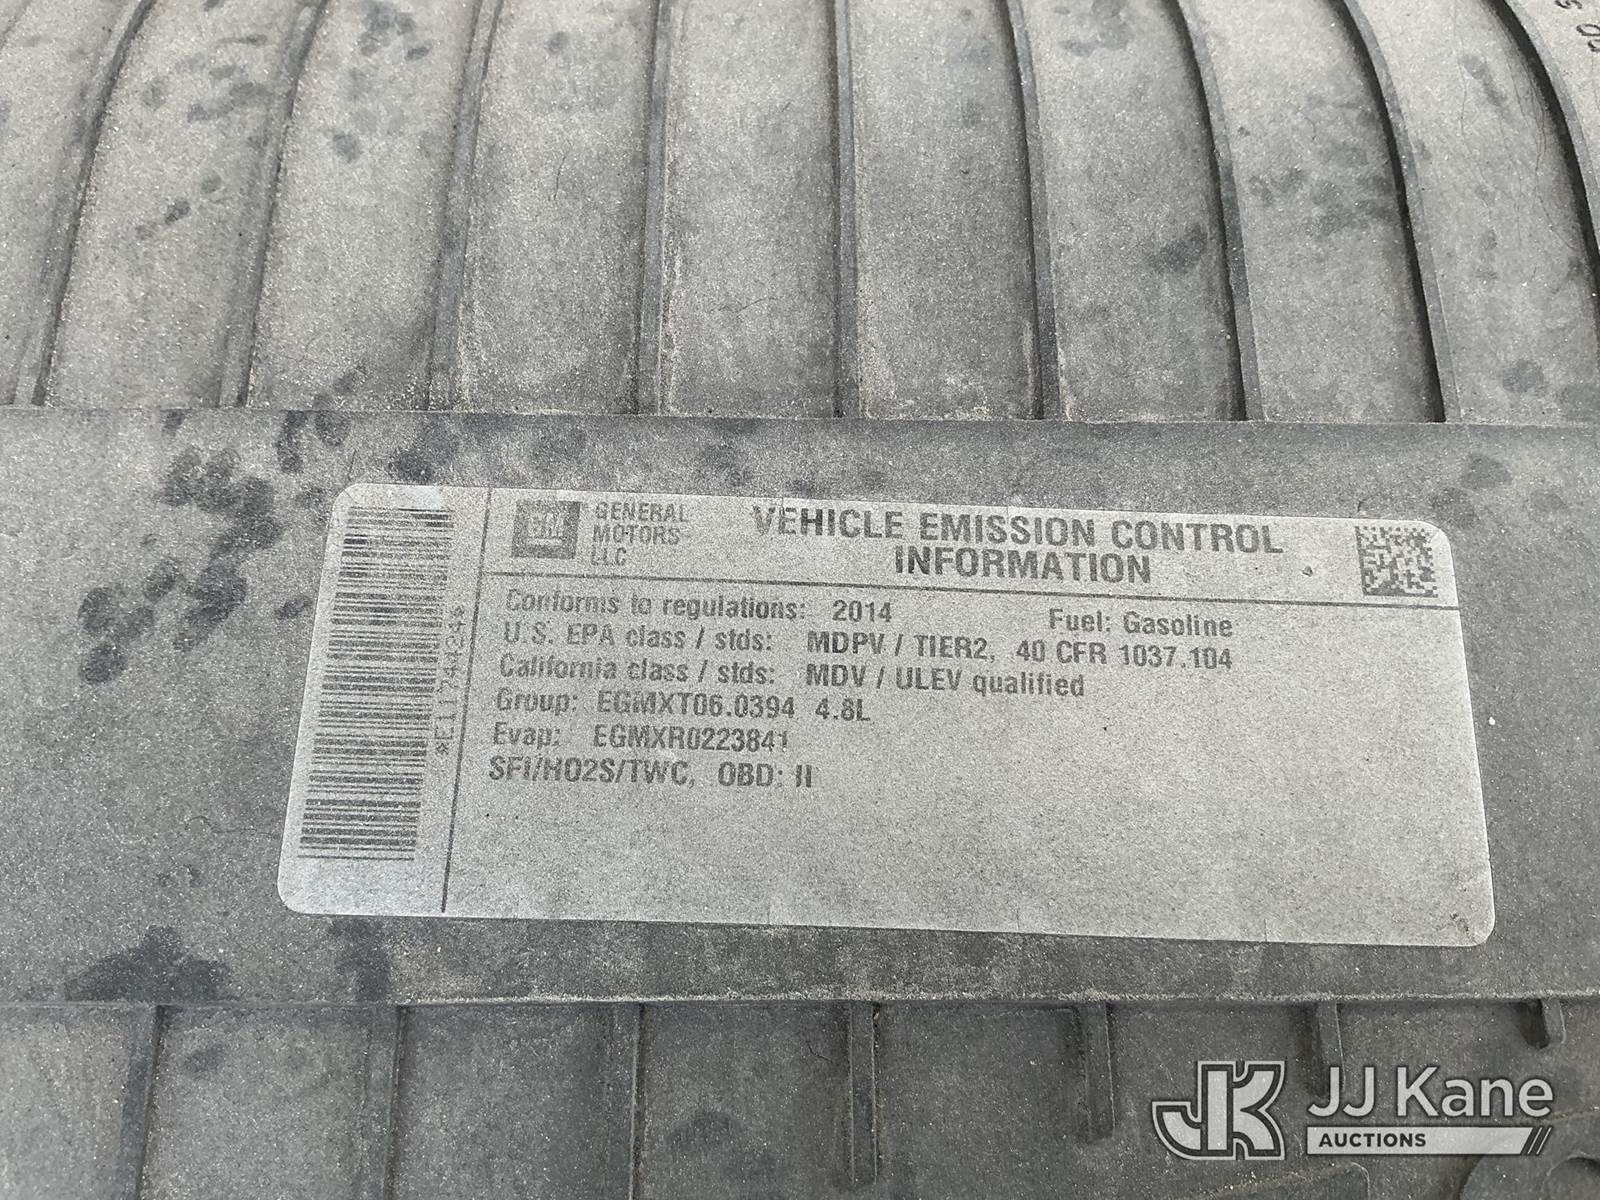 GM
GENERAL
MOTORS
LLC
VEHICLE EMISSION CONTROL
INFORMATION
Conforms to regulations: 2014 Fuel: Gasoline
U.S. EPA class / stds: MDPV / TIER2, 40 CFR 1037.104
California class / stds: MDV / ULEV qualified
Group: EGMXT06.0394 4.8L
Evap: EGMXR0223841
SFI/HO2S/TWC, OBD: II
JK JJ Kane
AUCTIONS